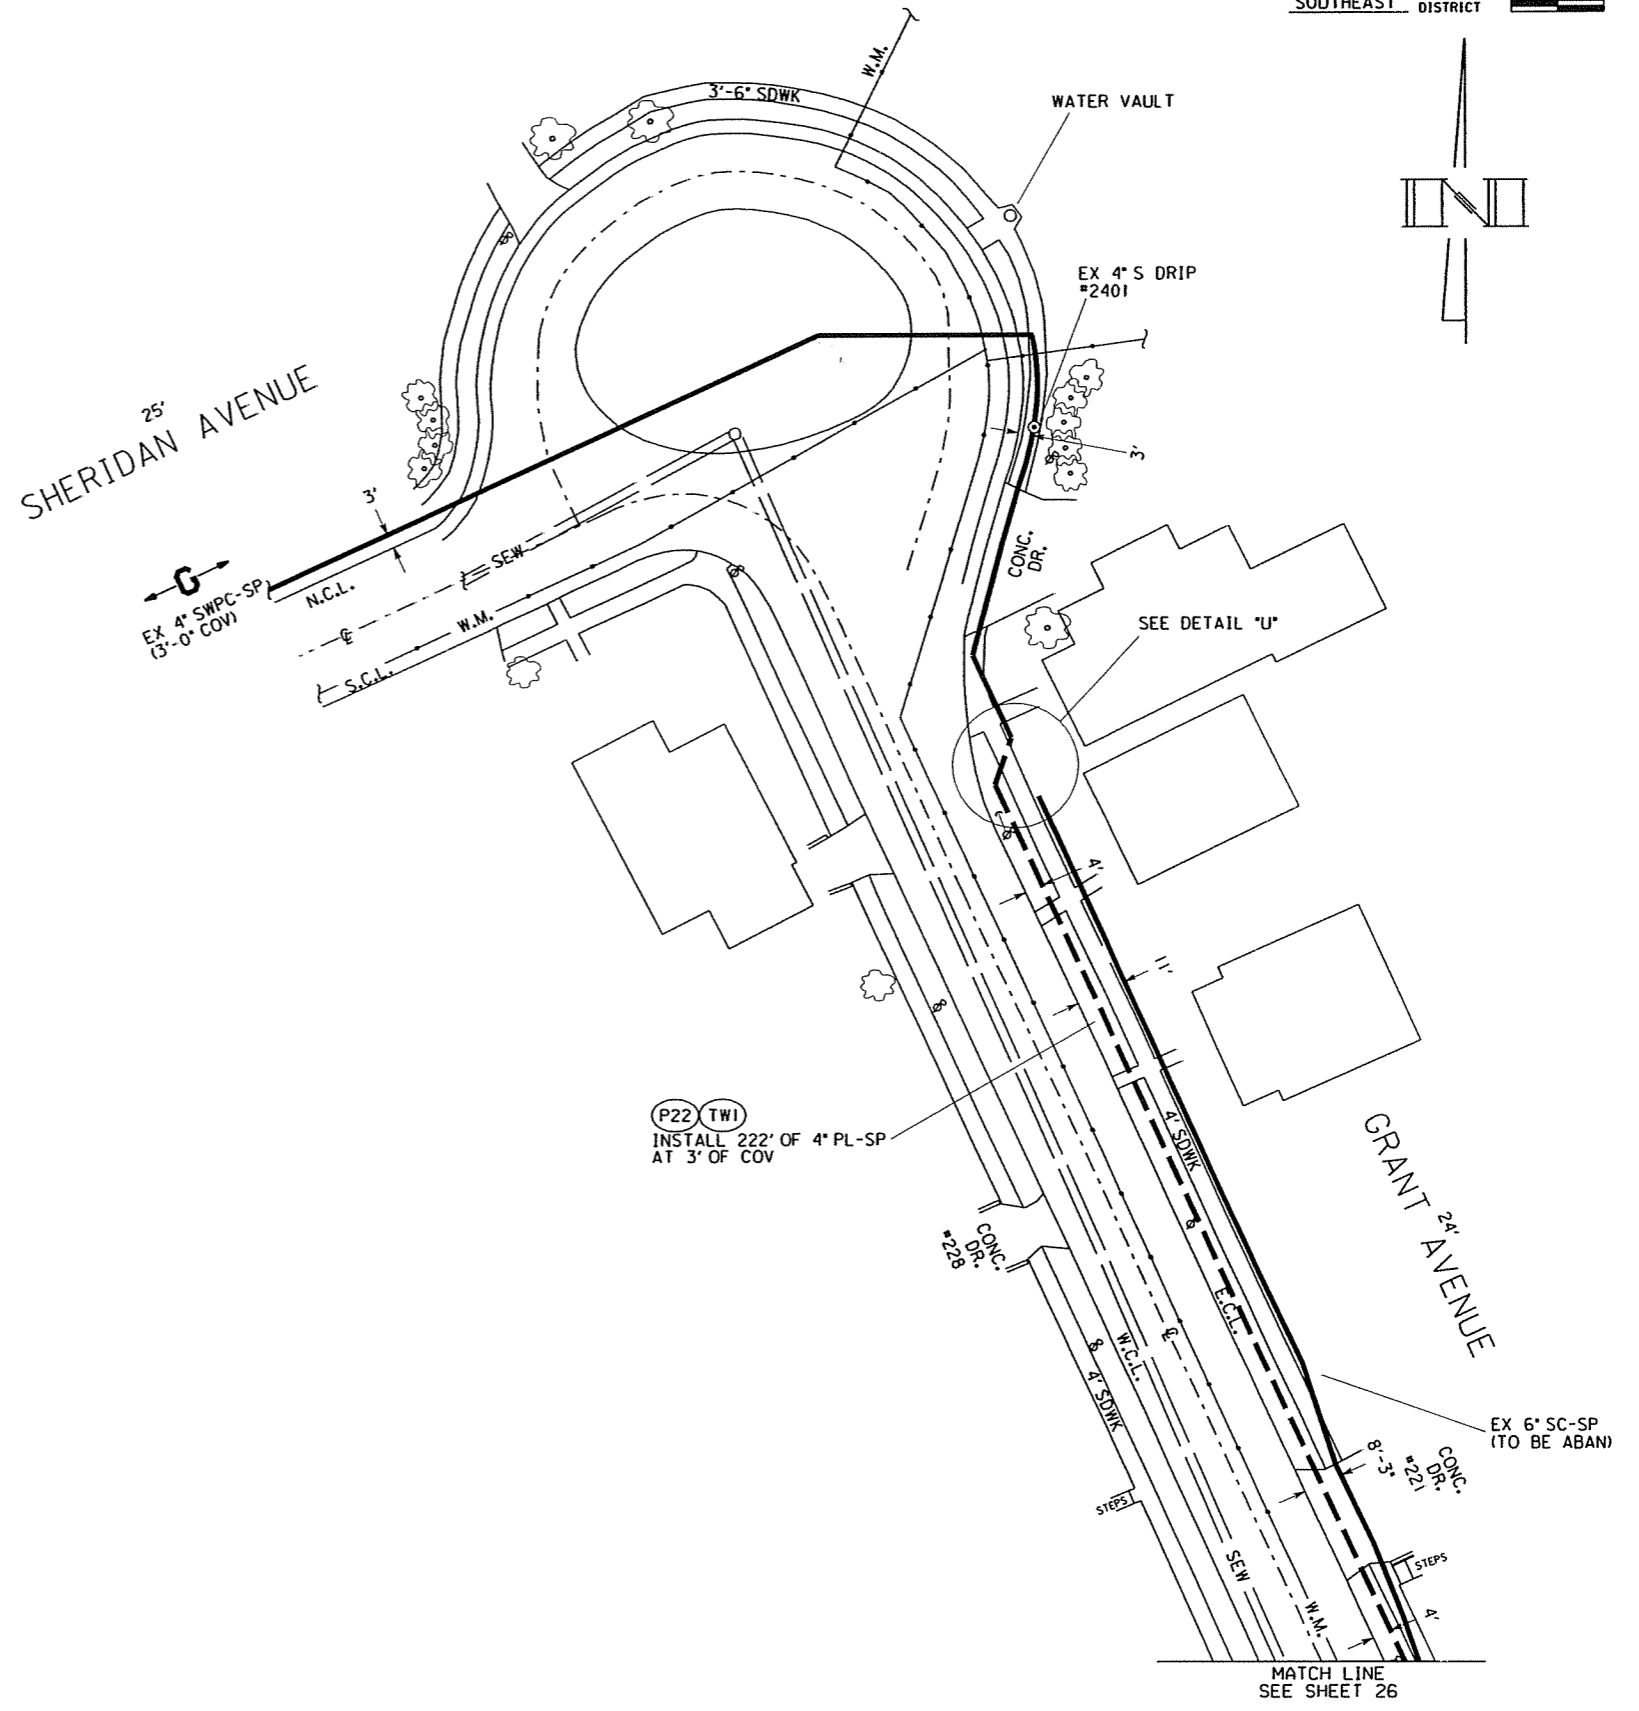 SOUTHEAST DISTRICT
W.M.
3'-6" SDWK
WATER VAULT
N
EX 4" S DRIP
#2401
25'
SHERIDAN AVENUE
3'
3'
G
EX 4" SWPC-SP
(3'-0" COV)
N.C.L.
SEW
℄
W.M.
S.C.L.
CONC.
DR.
SEE DETAIL "U"
4'
11'
P22 TW1
INSTALL 222' OF 4" PL-SP
AT 3' OF COV
4' SDWK
GRANT AVENUE
24'
CONC.
DR.
#228
E.C.L.
℄
W.C.L.
4' SDWK
EX 6" SC-SP
(TO BE ABAN)
8'-3"
CONC.
DR.
#221
STEPS
SEW
STEPS
W.M.
4'
MATCH LINE
SEE SHEET 26